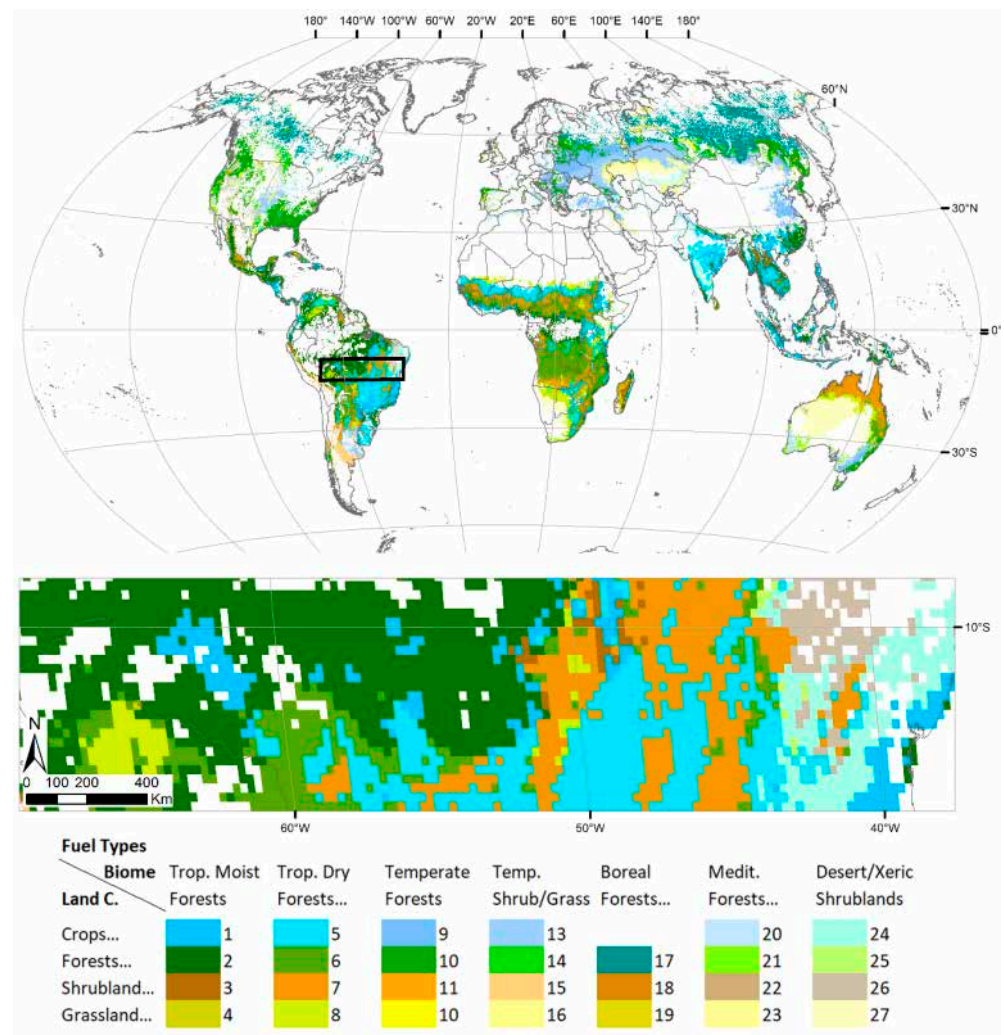 180° 140°W 100°W 60°W 20°W 20°E 60°E 100°E 140°E 180°
60°N
30°N
0°
30°S
10°S
N
0 100 200 400
Km
60°W 50°W 40°W
Fuel Types
Biome Trop. Moist Trop. Dry Temperate Temp. Boreal Medit. Desert/Xeric
Land C. Forests Forests... Forests Shrub/Grass Forests... Forests... Shrublands
Crops... 1 5 9 13 20 24
Forests... 2 6 10 14 17 21 25
Shrubland... 3 7 11 15 18 22 26
Grassland... 4 8 10 16 19 23 27